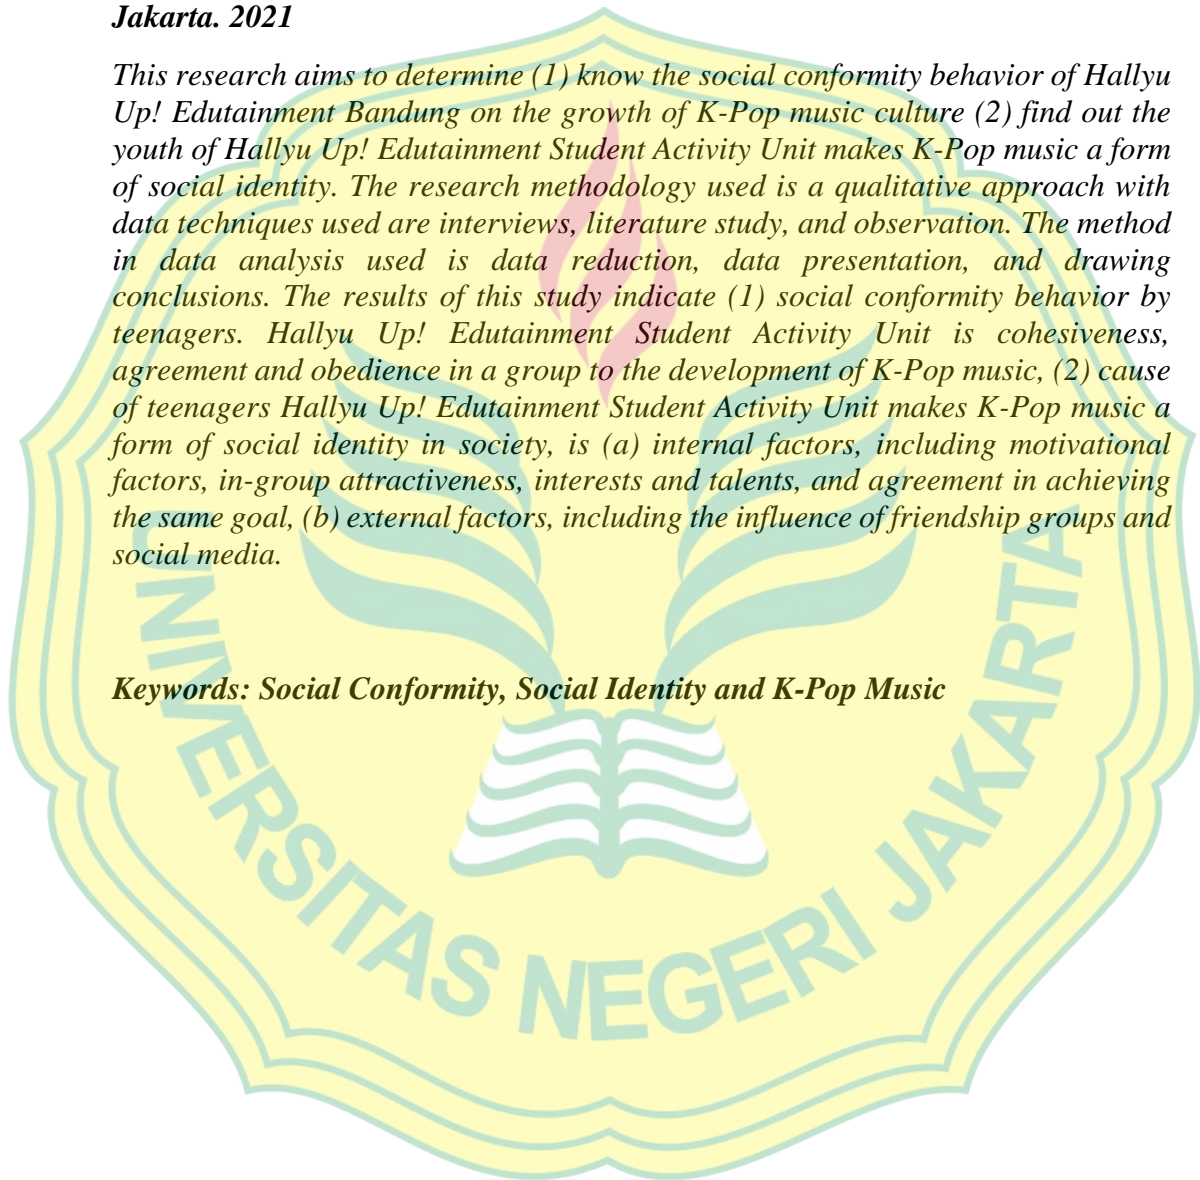 Jakarta. 2021
This research aims to determine (1) know the social conformity behavior of Hallyu
Up! Edutainment Bandung on the growth of K-Pop music culture (2) find out the
youth of Hallyu Up! Edutainment Student Activity Unit makes K-Pop music a form
of social identity. The research methodology used is a qualitative approach with
data techniques used are interviews, literature study, and observation. The method
in data analysis used is data reduction, data presentation, and drawing
conclusions. The results of this study indicate (1) social conformity behavior by
teenagers. Hallyu Up! Edutainment Student Activity Unit is cohesiveness,
agreement and obedience in a group to the development of K-Pop music, (2) cause
of teenagers Hallyu Up! Edutainment Student Activity Unit makes K-Pop music a
form of social identity in society, is (a) internal factors, including motivational
factors, in-group attractiveness, interests and talents, and agreement in achieving
the same goal, (b) external factors, including the influence of friendship groups and
social media.
Keywords: Social Conformity, Social Identity and K-Pop Music
UNIVERSITAS NEGERI JAKARTA